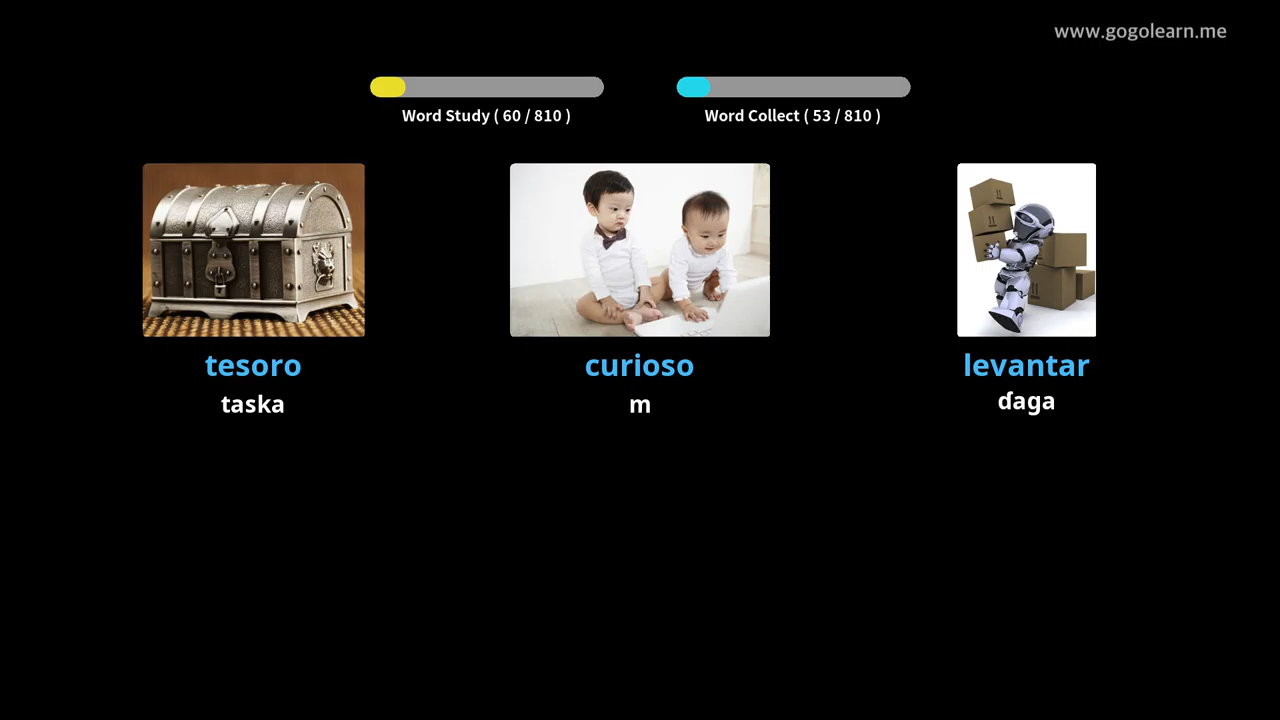 www.gogolearn.me
Word Study ( 60 / 810 )
Word Collect ( 53 / 810 )
tesoro
curioso
levantar
taska
m
ɗaga